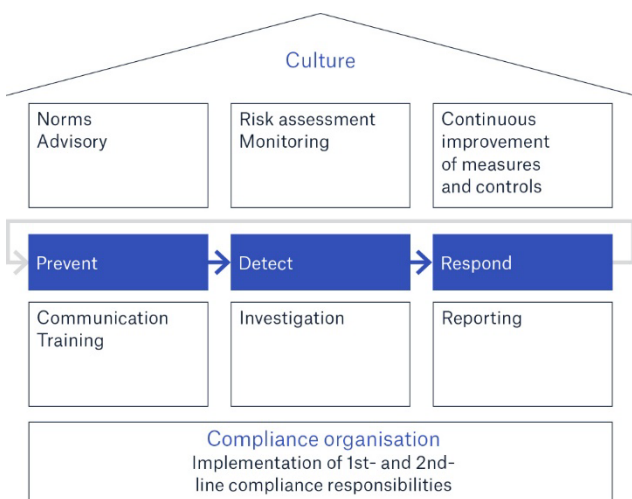 Culture
Norms
Advisory
Risk assessment
Monitoring
Continuous
improvement
of measures
and controls
Prevent
Detect
Respond
Communication
Training
Investigation
Reporting
Compliance organisation
Implementation of 1st- and 2nd-
line compliance responsibilities